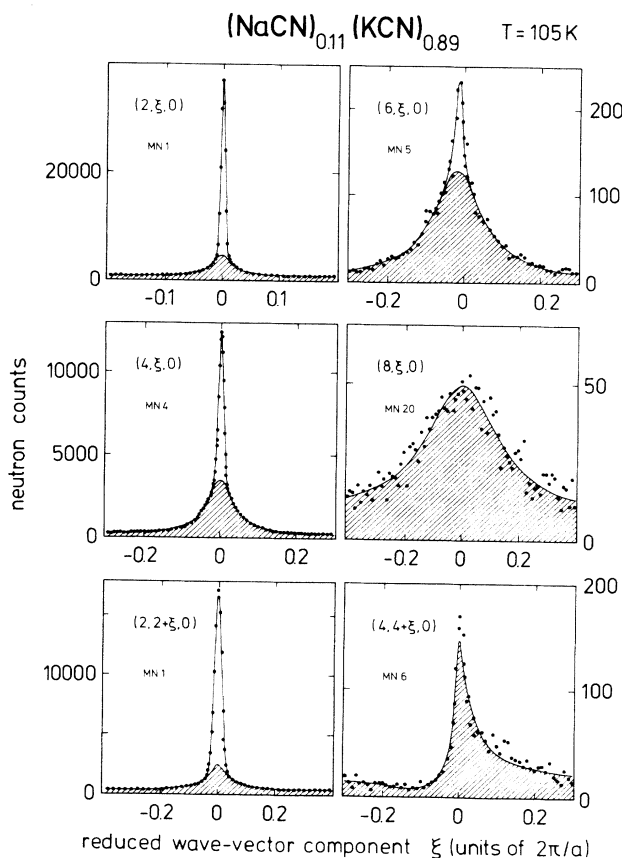 (NaCN)0.11 (KCN)0.89 T = 105K
(2,ξ,0)
MN 1
20000
0
-0.1 0 0.1
(6,ξ,0)
MN 5
200
100
0
-0.2 0 0.2
(4,ξ,0)
MN 4
10000
5000
0
-0.2 0 0.2
(8,ξ,0)
MN 20
50
0
-0.2 0 0.2
(2,2+ξ,0)
MN 1
10000
0
-0.2 0 0.2
(4,4+ξ,0)
MN 6
200
100
0
-0.2 0 0.2
neutron counts
reduced wave-vector component ξ (units of 2π/a)